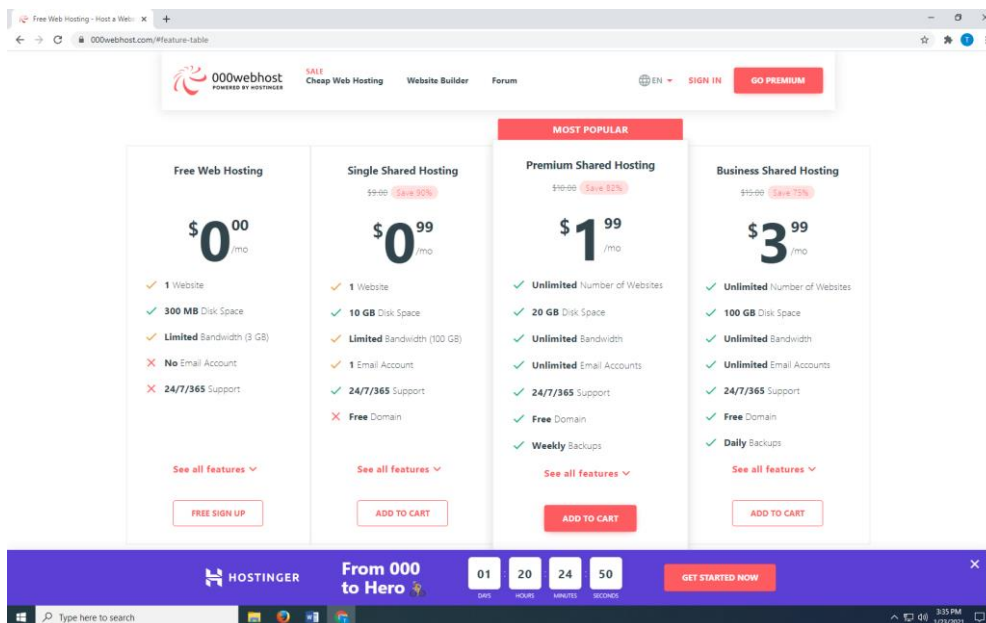 Free Web Hosting - Host a Web
000webhost.com/#feature-table
000webhost
POWERED BY HOSTINGER
SALE
Cheap Web Hosting
Website Builder
Forum
EN
SIGN IN
GO PREMIUM
Free Web Hosting
$0.00
/mo
1 Website
300 MB Disk Space
Limited Bandwidth (3 GB)
No Email Account
24/7/365 Support
See all features
FREE SIGN UP
Single Shared Hosting
$9.00 Save 90%
$0.99
/mo
1 Website
10 GB Disk Space
Limited Bandwidth (100 GB)
1 Email Account
24/7/365 Support
Free Domain
See all features
ADD TO CART
MOST POPULAR
Premium Shared Hosting
$10.00 Save 82%
$1.99
/mo
Unlimited Number of Websites
20 GB Disk Space
Unlimited Bandwidth
Unlimited Email Accounts
24/7/365 Support
Free Domain
Weekly Backups
See all features
ADD TO CART
Business Shared Hosting
$15.00 Save 75%
$3.99
/mo
Unlimited Number of Websites
100 GB Disk Space
Unlimited Bandwidth
Unlimited Email Accounts
24/7/365 Support
Free Domain
Daily Backups
See all features
ADD TO CART
HOSTINGER
From 000
to Hero
01 : 20 : 24 : 50
DAYS HOURS MINUTES SECONDS
GET STARTED NOW
Type here to search
3:35 PM
1/23/2021